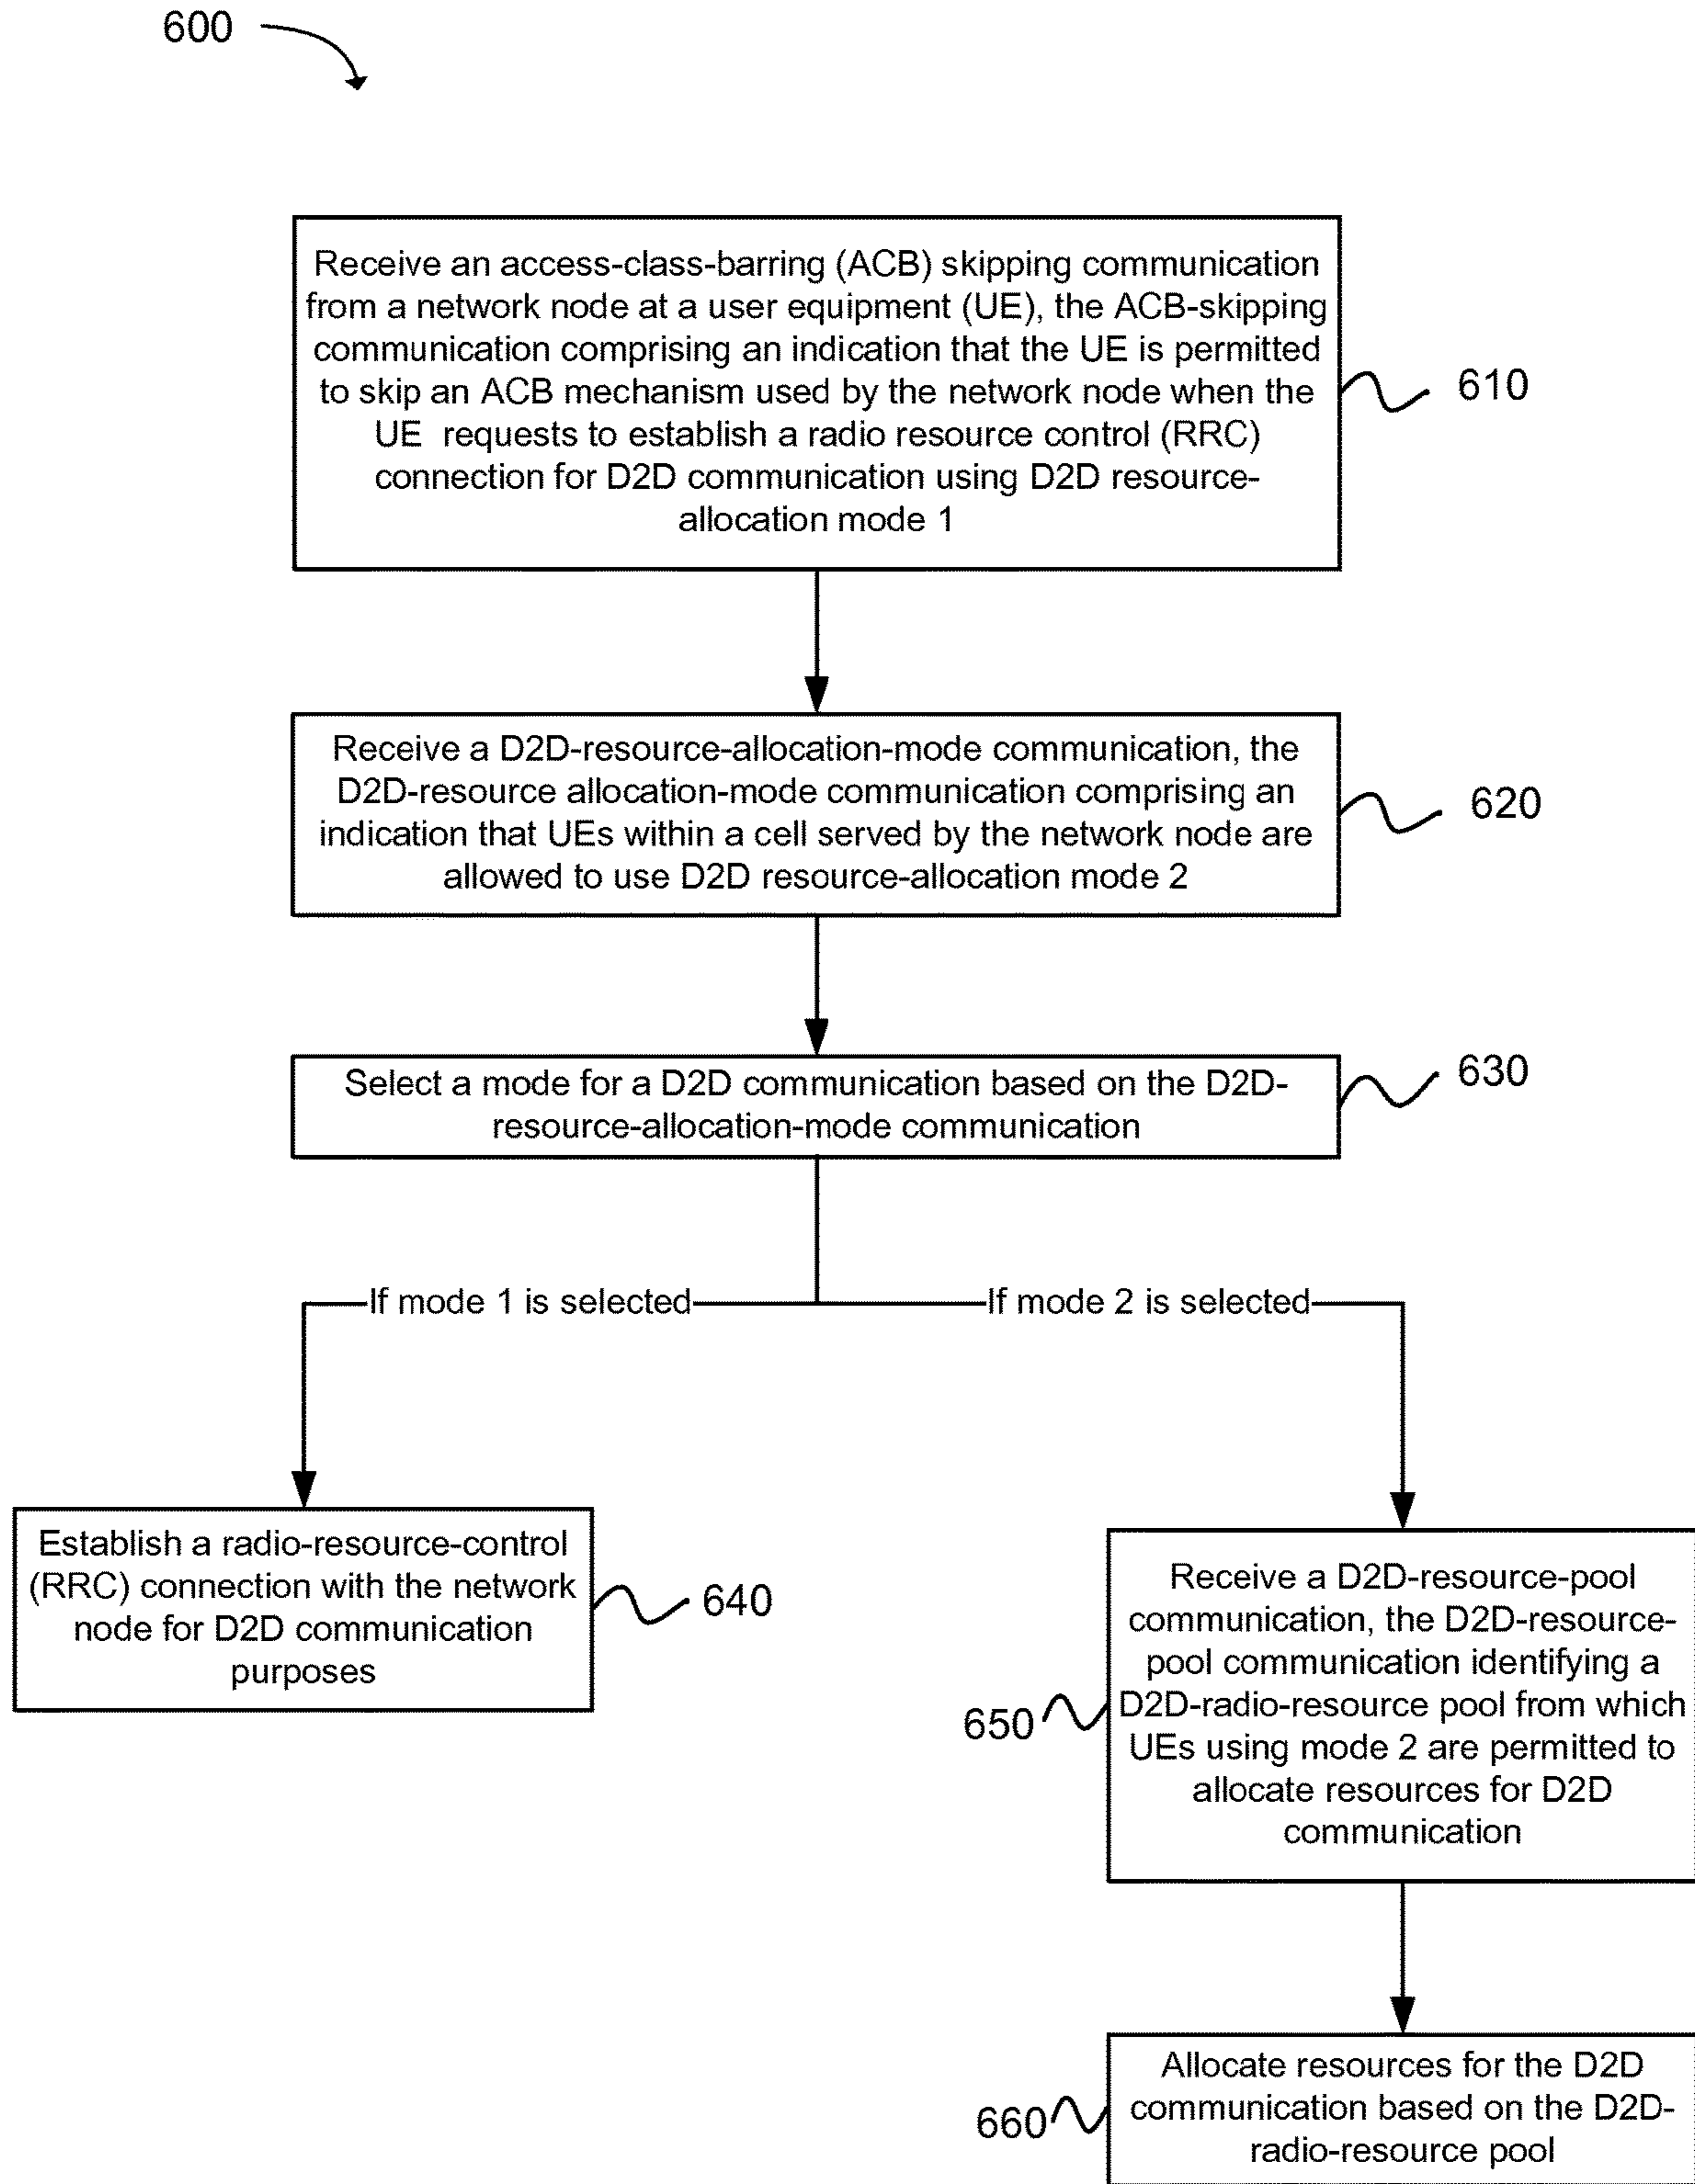 600
Receive an access-class-barring (ACB) skipping communication
from a network node at a user equipment (UE), the ACB-skipping
communication comprising an indication that the UE is permitted
to skip an ACB mechanism used by the network node when the
UE requests to establish a radio resource control (RRC)
connection for D2D communication using D2D resource-
allocation mode 1
610
Receive a D2D-resource-allocation-mode communication, the
D2D-resource allocation-mode communication comprising an
indication that UEs within a cell served by the network node are
allowed to use D2D resource-allocation mode 2
620
Select a mode for a D2D communication based on the D2D-
resource-allocation-mode communication
630
If mode 1 is selected
If mode 2 is selected
Establish a radio-resource-control
(RRC) connection with the network
node for D2D communication
purposes
640
Receive a D2D-resource-pool
communication, the D2D-resource-
pool communication identifying a
D2D-radio-resource pool from which
UEs using mode 2 are permitted to
allocate resources for D2D
communication
650
Allocate resources for the D2D
communication based on the D2D-
radio-resource pool
660